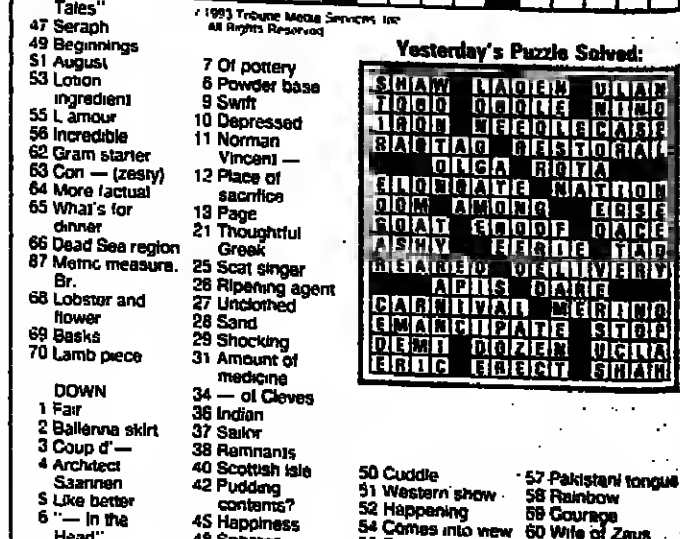 Tales"
47 Seraph
49 Beginnings
51 August
53 Lotion
ingredient
55 L amour
56 Incredible
62 Gram starter
63 Con — (zesty)
64 More factual
65 What's for
dinner
66 Dead Sea region
67 Metric measure.
Br.
68 Lobster and
flower
69 Basks
70 Lamb piece
DOWN
1 Fair
2 Ballerina skirt
3 Coup d'—
4 Architect
Saarinen
5 Like better
6 "— In the
Head"
1993 Tribune Media Services, Inc
All Rights Reserved
7 Of pottery
8 Powder base
9 Swift
10 Depressed
11 Norman
Vincent —
12 Place of
sacrifice
13 Page
21 Thoughtful
Greek
25 Scat singer
26 Ripening agent
27 Unclothed
28 Sand
29 Shocking
31 Amount of
medicine
34 — of Cleves
36 Indian
37 Sailor
38 Remnants
40 Scottish isle
42 Pudding
contents?
45 Happiness
Yesterday's Puzzle Solved:
SHAW LADEN ULAN
TOGO OGOLE NINO
IRON NEEDLECASE
RAGTAG RESTORAL
OLGA ROTA
ELONGATE NATION
DOM AMONG ERSE
GOAT EHOOF DACE
ASHY EERIE TAD
REARED DELIVERY
APIS DARE
CARNIVAL MERINO
EMANCIPATE STOP
DEMI DOZEN UCLA
ERIC ERECT SHAH
50 Cuddle
51 Western show
52 Happening
54 Comes into view
57 Pakistani tongue
58 Rainbow
59 Courage
60 Wife of Zeus